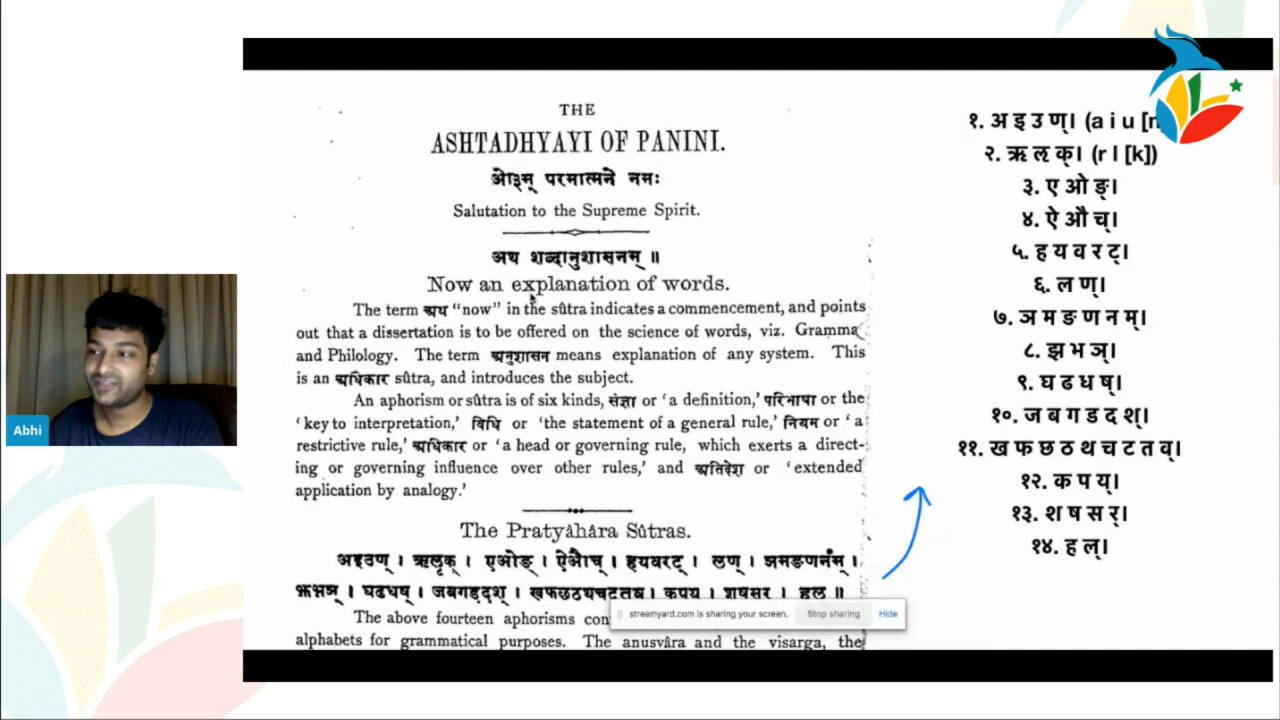 THE
ASHTADHYAYI OF PANINI.
ओ३म् परमात्मने नमः
Salutation to the Supreme Spirit.
अथ शब्दानुशासनम् ॥
Now an explanation of words.
The term अथ "now" in the sûtra indicates a commencement, and points
out that a dissertation is to be offered on the science of words, viz. Gramma
and Philology. The term अनुशासन means explanation of any system. This
is an अधिकार sûtra, and introduces the subject.
An aphorism or sûtra is of six kinds, संज्ञा or 'a definition,' परिभाषा or the
'key to interpretation,' विधि or 'the statement of a general rule,' नियम or 'a
restrictive rule,' अधिकार or 'a head or governing rule, which exerts a direct-
ing or governing influence over other rules,' and अतिदेश or 'extended
application by analogy.'
The Pratyâhâra Sûtras.
अइउण् । ऋलृक् । एओङ् । ऐऔच् । हयवरट् । लण् । ञमङणनम् ।
झभञ् । घढधष् । जबगडदश् । खफछठथचटतव् । कपय् । शषसर् । हल् ॥
The above fourteen aphorisms con
alphabets for grammatical purposes. The anusvâra and the visarga, the
१. अ इ उ ण्। (a i u [n
२. ऋ ऌ क्। (r l [k])
३. ए ओ ङ्।
४. ऐ औ च्।
५. ह य व र ट्।
६. ल ण्।
७. ञ म ङ ण न म्।
८. झ भ ञ्।
९. घ ढ ध ष्।
१०. ज ब ग ड द श्।
११. ख फ छ ठ थ च ट त व्।
१२. क प य्।
१३. श ष स र्।
१४. ह ल्।
streamyard.com is sharing your screen. Stop sharing Hide
Abhi